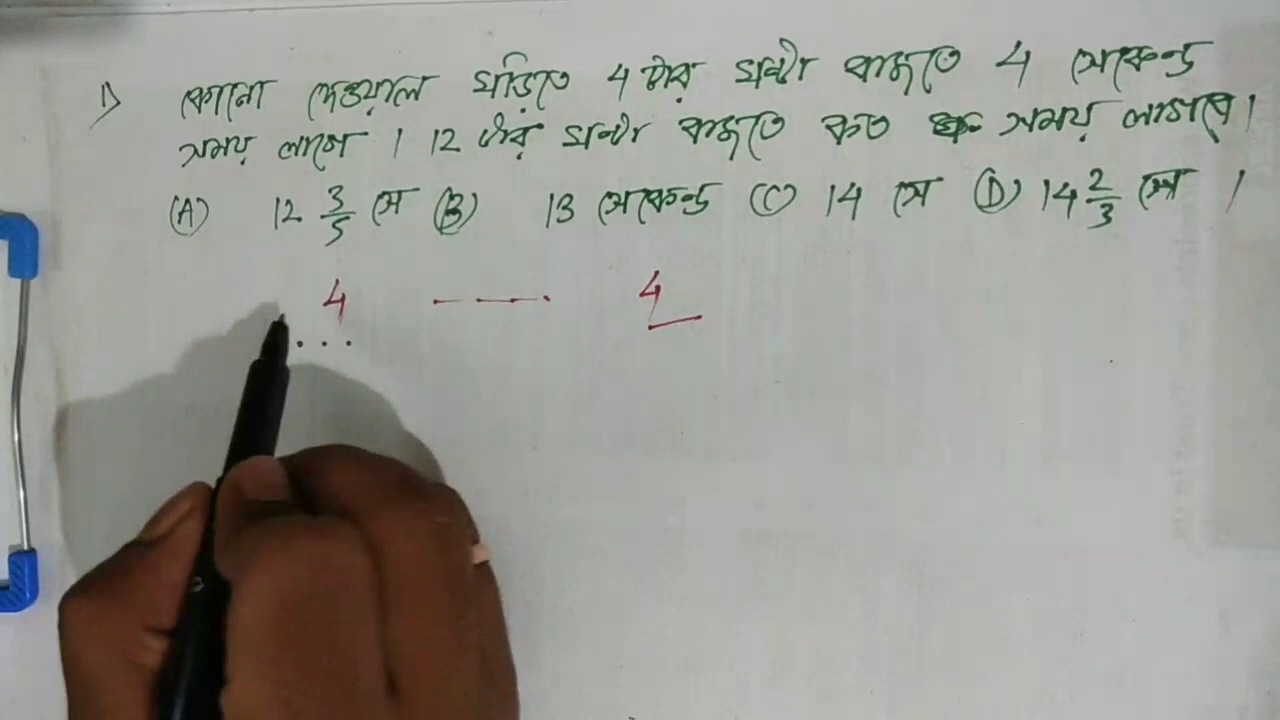 1) কোনো দেওয়াল ঘড়িতে 4 টার ঘন্টা বাজতে 4 সেকেন্ড
সময় লাগে । 12 টার ঘন্টা বাজতে কত সময় লাগবে।
(A) 12 3/5 সে (B) 13 সেকেন্ড (C) 14 সে (D) 14 2/3 সে ।
4 4